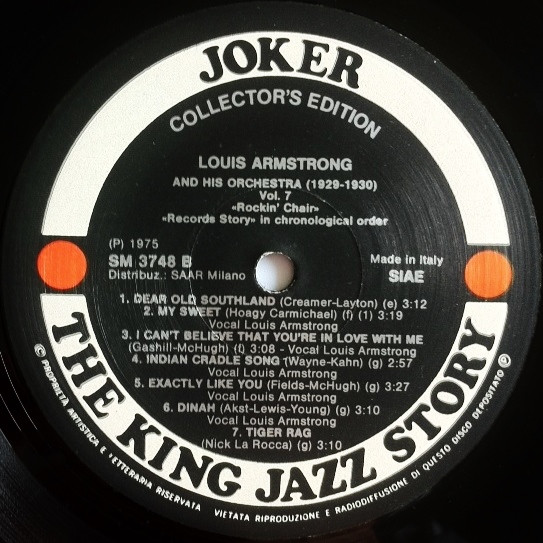 JOKER
COLLECTOR'S EDITION
LOUIS ARMSTRONG
AND HIS ORCHESTRA (1929-1930)
Vol. 7
«Rockin' Chair»
«Records Story» in chronological order
(P) 1975
SM 3748 B
Distribuz.: SAAR Milano
Made in Italy
SIAE
1. DEAR OLD SOUTHLAND (Creamer-Layton) (e) 3:12
2. MY SWEET (Hoagy Carmichael) (f) (1) 3:19
Vocal Louis Armstrong
3. I CAN'T BELIEVE THAT YOU'RE IN LOVE WITH ME
(Gashill-McHugh) (f) 3:08 - Vocal Louis Armstrong
4. INDIAN CRADLE SONG (Wayne-Kahn) (g) 2:57
Vocal Louis Armstrong
5. EXACTLY LIKE YOU (Fields-McHugh) (g) 3:27
Vocal Louis Armstrong
6. DINAH (Akst-Lewis-Young) (g) 3:10
Vocal Louis Armstrong
7. TIGER RAG
(Nick La Rocca) (g) 3:10
THE KING JAZZ STORY
© PROPRIETÀ ARTISTICA E LETTERARIA RISERVATA VIETATA RIPRODUZIONE E RADIODIFFUSIONE DI QUESTO DISCO DEPOSITATO ℗